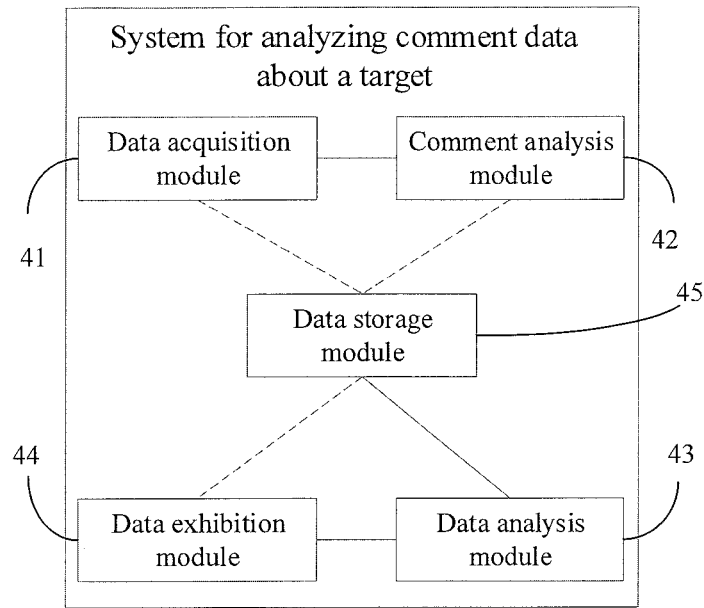 System for analyzing comment data
about a target
Data acquisition
module
Comment analysis
module
41
42
Data storage
module
45
44
43
Data exhibition
module
Data analysis
module